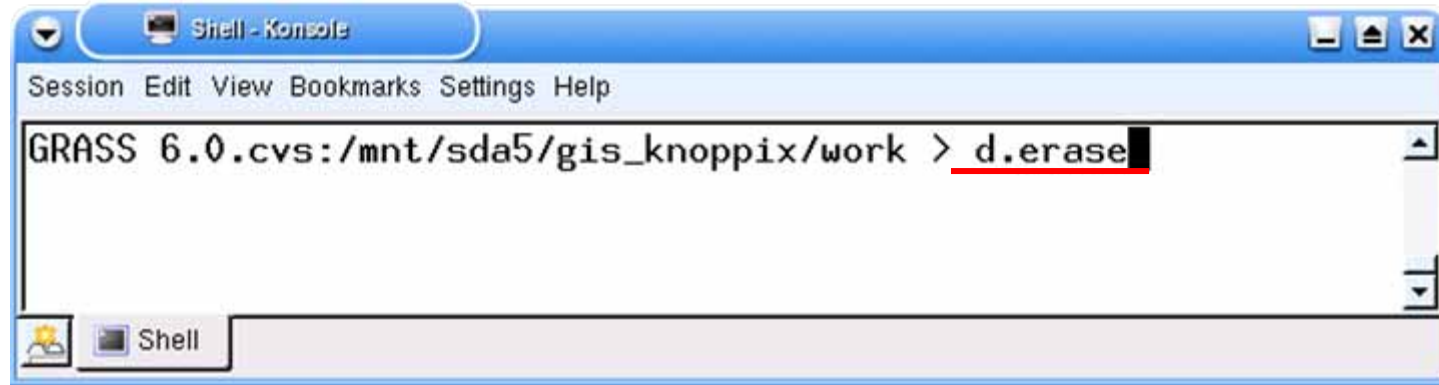 Shell - Konsole
Session Edit View Bookmarks Settings Help
GRASS 6.0.cvs:/mnt/sda5/gis_knoppix/work > d.erase
Shell